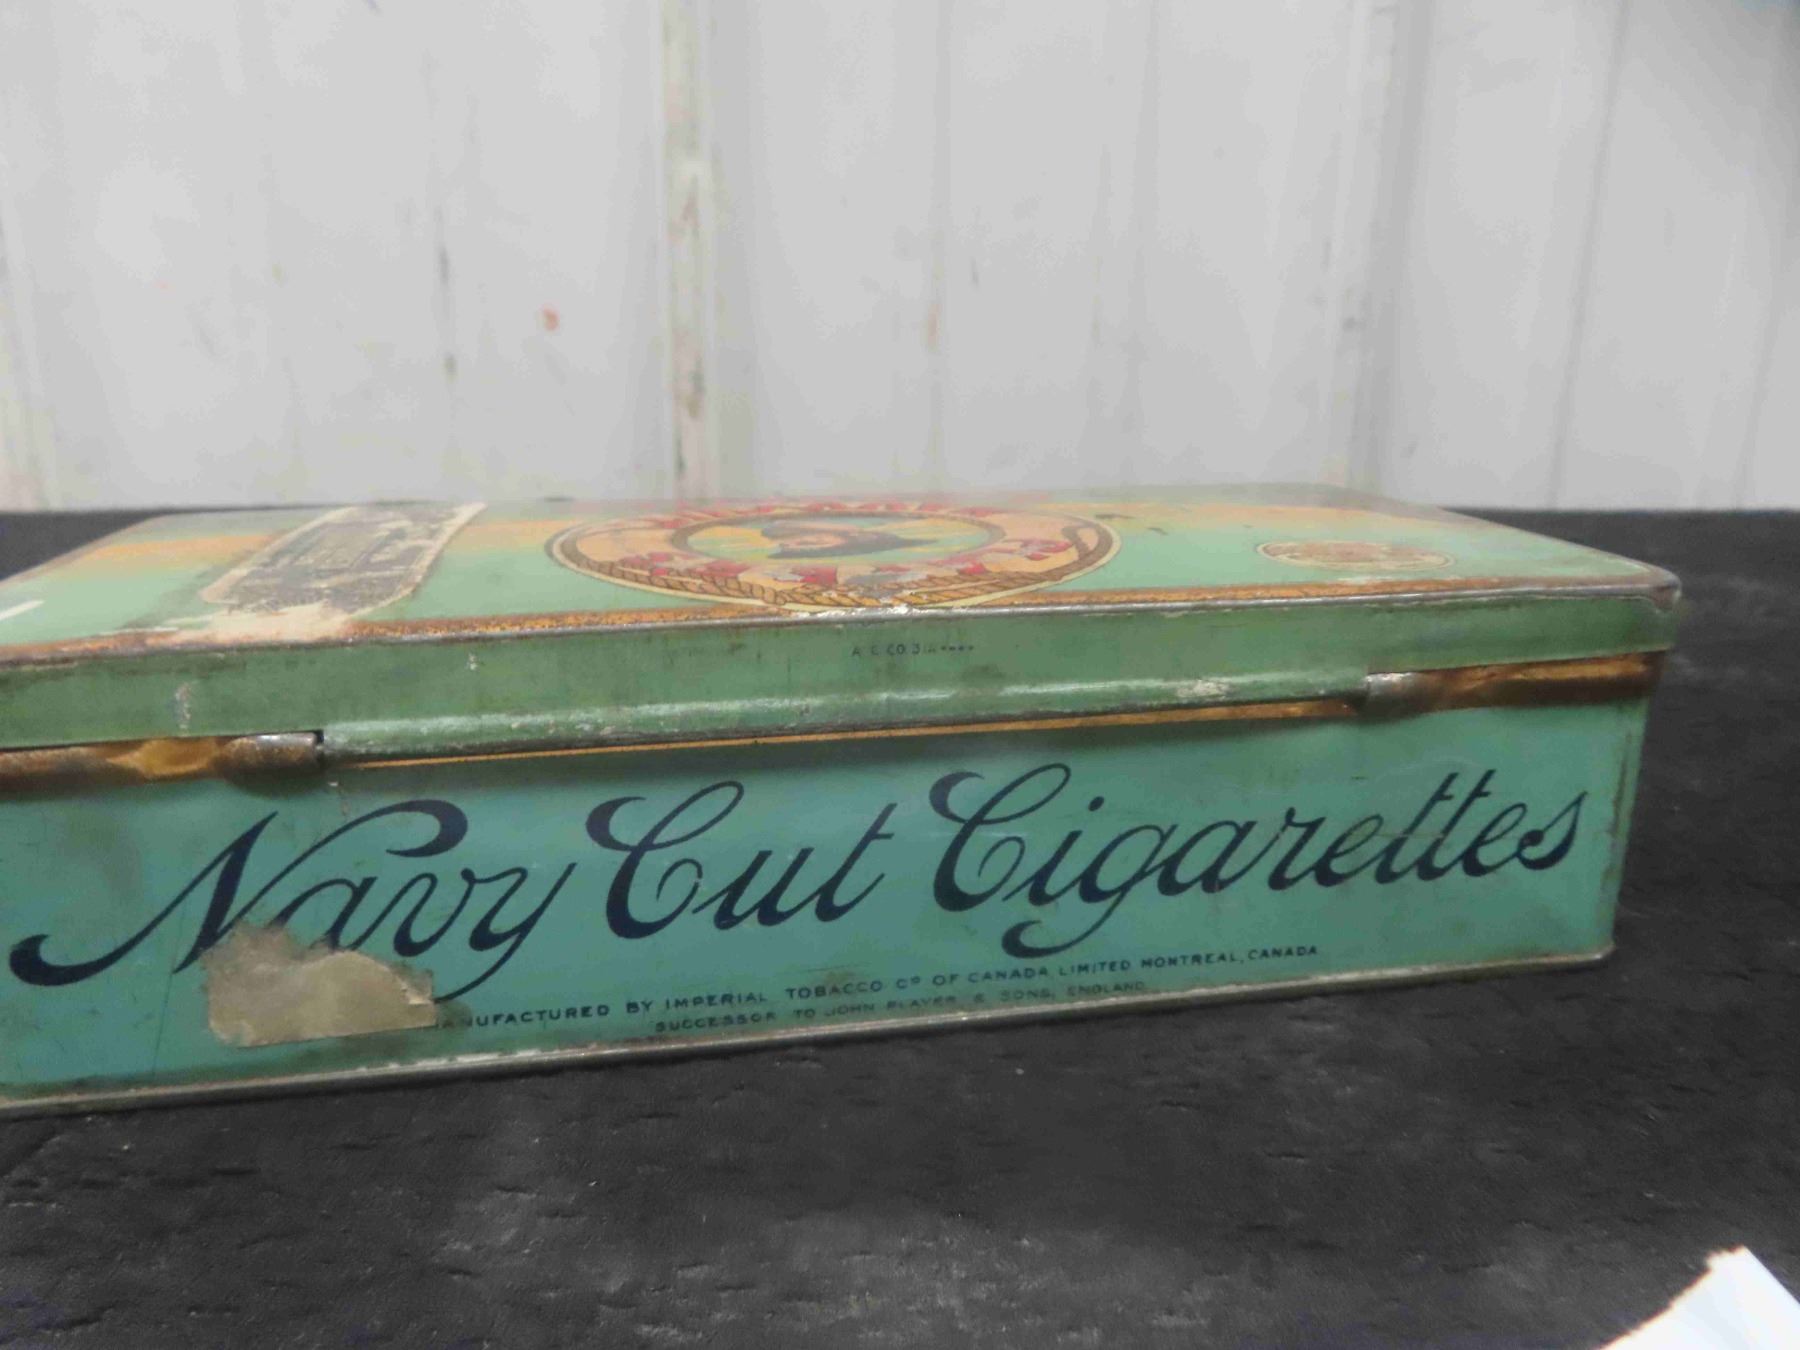 Navy Cut Cigarettes
MANUFACTURED BY IMPERIAL TOBACCO Cº OF CANADA, LIMITED MONTREAL, CANADA
SUCCESSOR TO JOHN PLAYER & SONS, ENGLAND